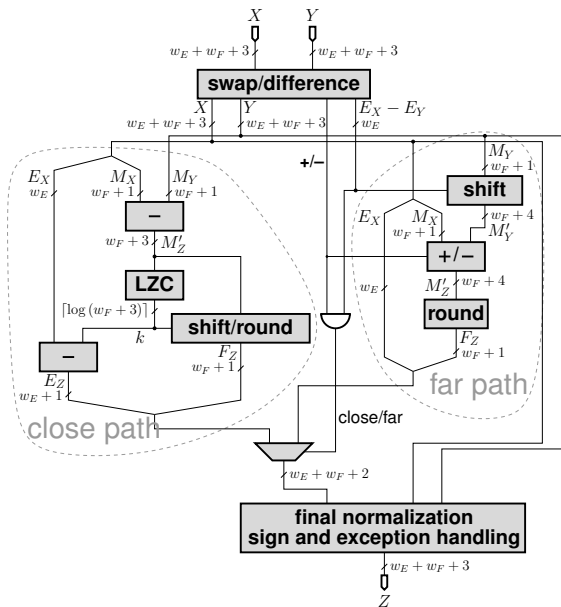 X Y
w_E + w_F + 3 w_E + w_F + 3
swap/difference
X Y E_X − E_Y
w_E + w_F + 3 w_E + w_F + 3 w_E
+/−
E_X M_X M_Y
w_E w_F + 1 w_F + 1
−
w_F + 3 M'_Z
LZC
⌈log (w_F + 3)⌉
k
shift/round
−
E_Z
w_E + 1
F_Z
w_F + 1
close path
M_Y
w_F + 1
shift
w_F + 4
M'_Y
E_X M_X
w_F + 1
+/−
w_E
M'_Z w_F + 4
round
F_Z
w_F + 1
far path
close/far
w_E + w_F + 2
final normalization
sign and exception handling
w_E + w_F + 3
Z